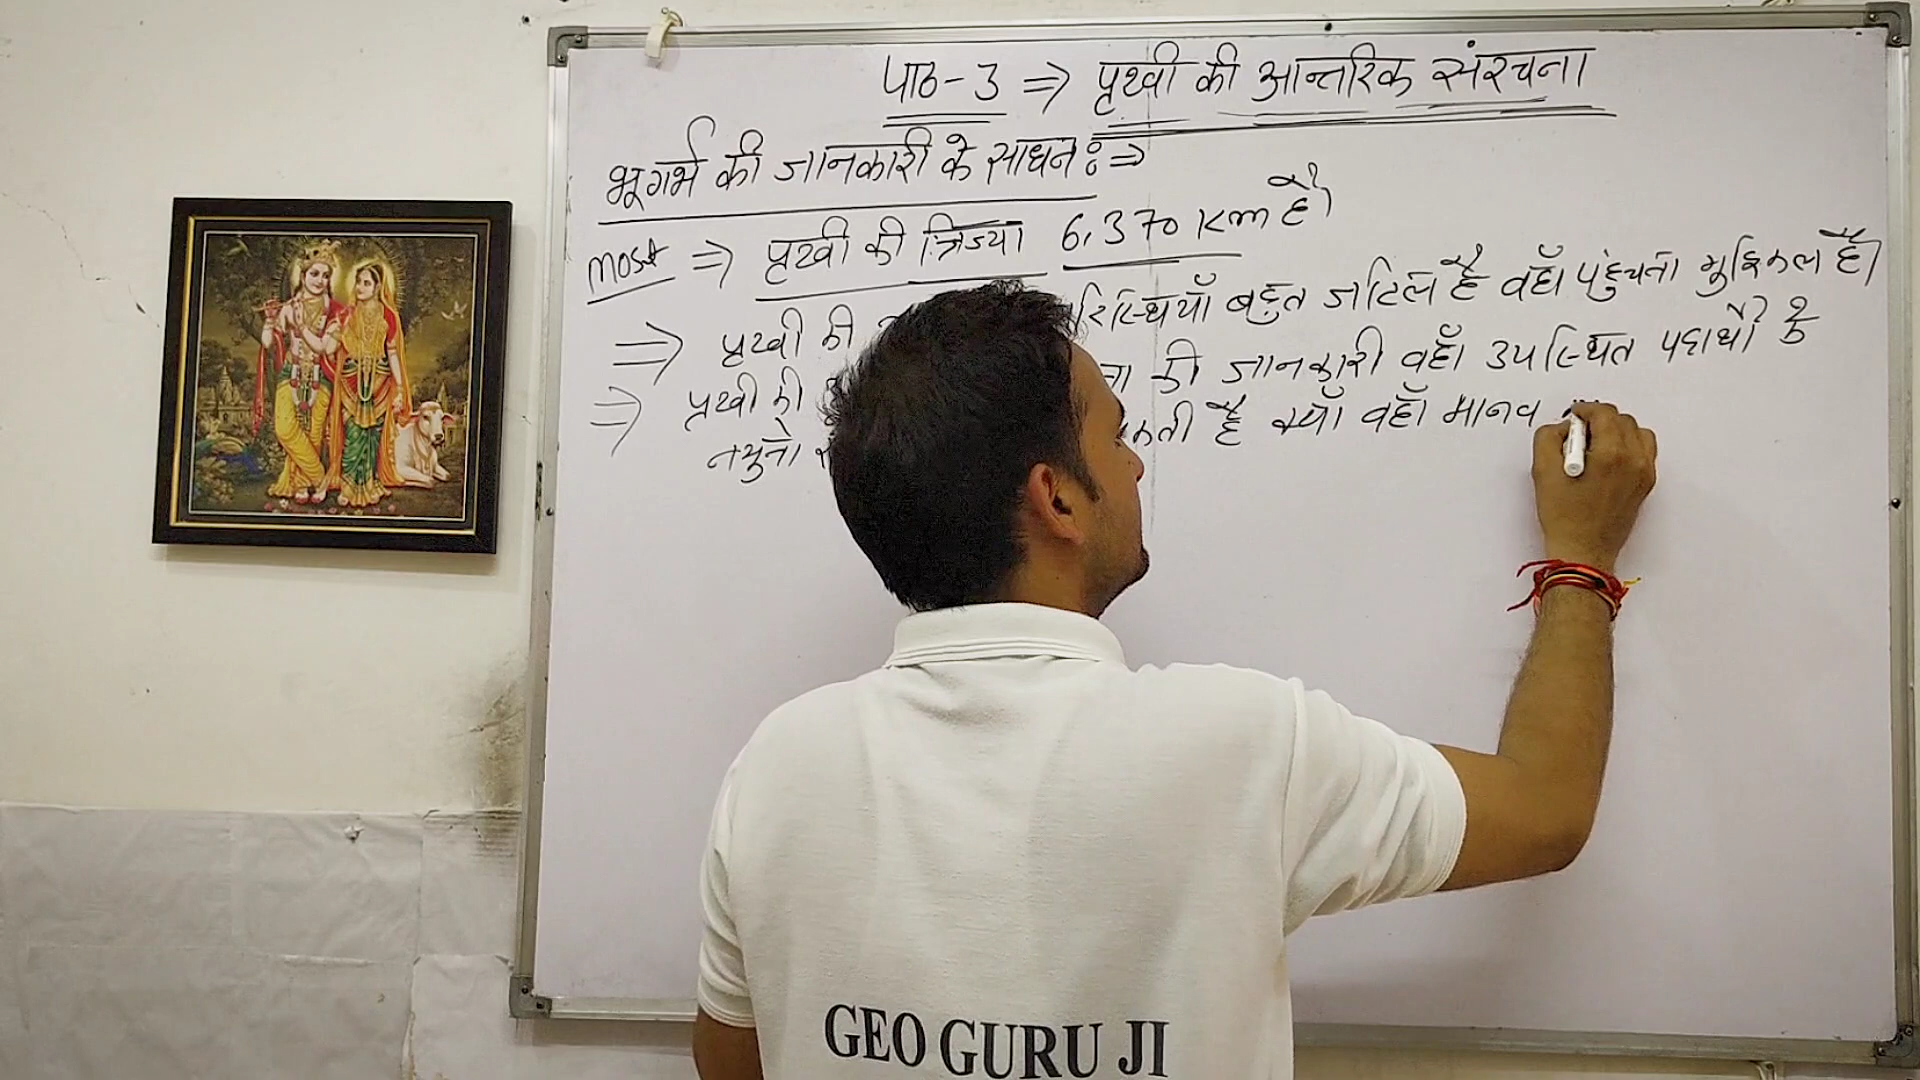 पाठ-3 ⇒ पृथ्वी की आन्तरिक संरचना
भूगर्भ की जानकारी के साधन :⇒
most ⇒ पृथ्वी की त्रिज्या 6,370 Km है।
⇒ पृथ्वी की रिस्थियाँ बहुत जटिल है वहाँ पहुंचना मुश्किल है।
⇒ पृथ्वी की की जानकारी वहाँ उपस्थित पदार्थो के
नमुनो कती है क्यों वहाँ मानव
GEO GURU JI